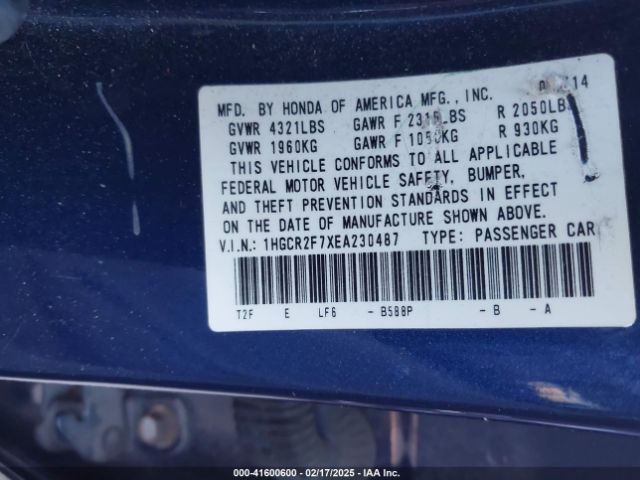 14
MFD. BY HONDA OF AMERICA MFG., INC.
GVWR 4321LBS GAWR F LBS R 2050LBS
GVWR 1960KG GAWR F R 930KG
THIS VEHICLE CONFORMS TO ALL APPLICABLE
FEDERAL MOTOR VEHICLE SAFETY, BUMPER,
AND THEFT PREVENTION STANDARDS IN EFFECT
ON THE DATE OF MANUFACTURE SHOWN ABOVE.
V.I.N.: 1HGCR2F7XEA230487 TYPE: PASSENGER CAR
T2F E LF6 - B588P - B - A
000-41600600 - 02/17/2025 - IAA Inc.